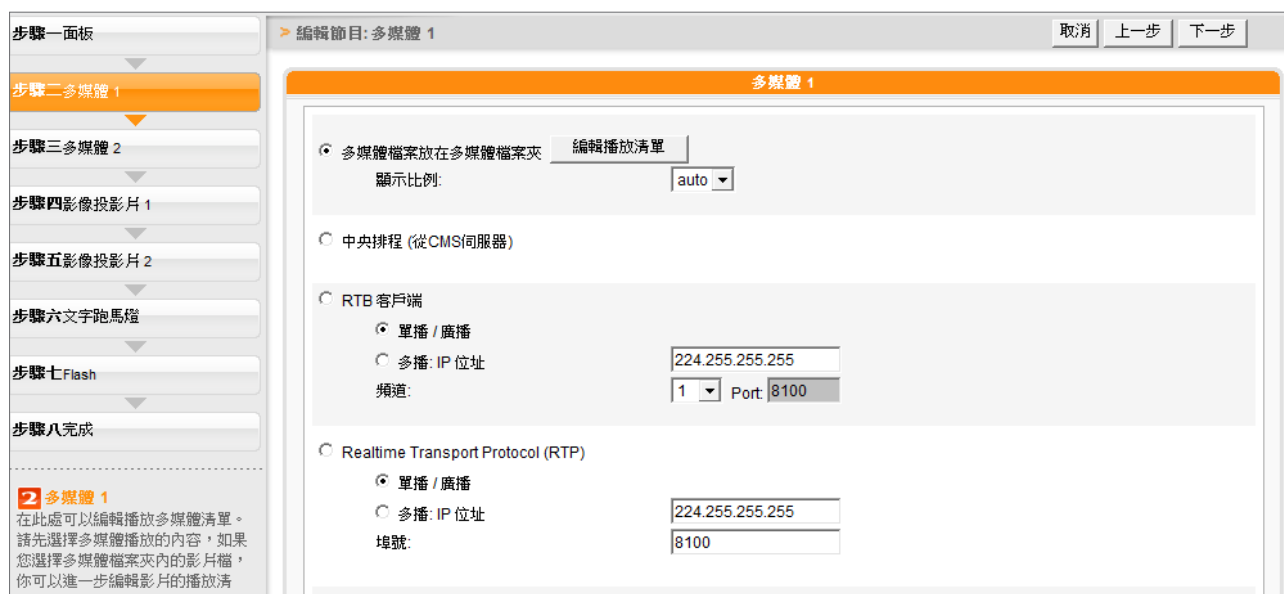 步驟一面板
步驟二多媒體 1
步驟三多媒體 2
步驟四影像投影片 1
步驟五影像投影片 2
步驟六文字跑馬燈
步驟七Flash
步驟八完成
2 多媒體 1
在此處可以編輯播放多媒體清單。
請先選擇多媒體播放的內容，如果
您選擇多媒體檔案夾內的影片檔，
你可以進一步編輯影片的播放清
> 編輯節目: 多媒體 1
取消 上一步 下一步
多媒體 1
多媒體檔案放在多媒體檔案夾 編輯播放清單
顯示比例: auto
中央排程 (從CMS伺服器)
RTB 客戶端
單播 / 廣播
多播: IP 位址 224.255.255.255
頻道: 1 Port: 8100
Realtime Transport Protocol (RTP)
單播 / 廣播
多播: IP 位址 224.255.255.255
埠號: 8100